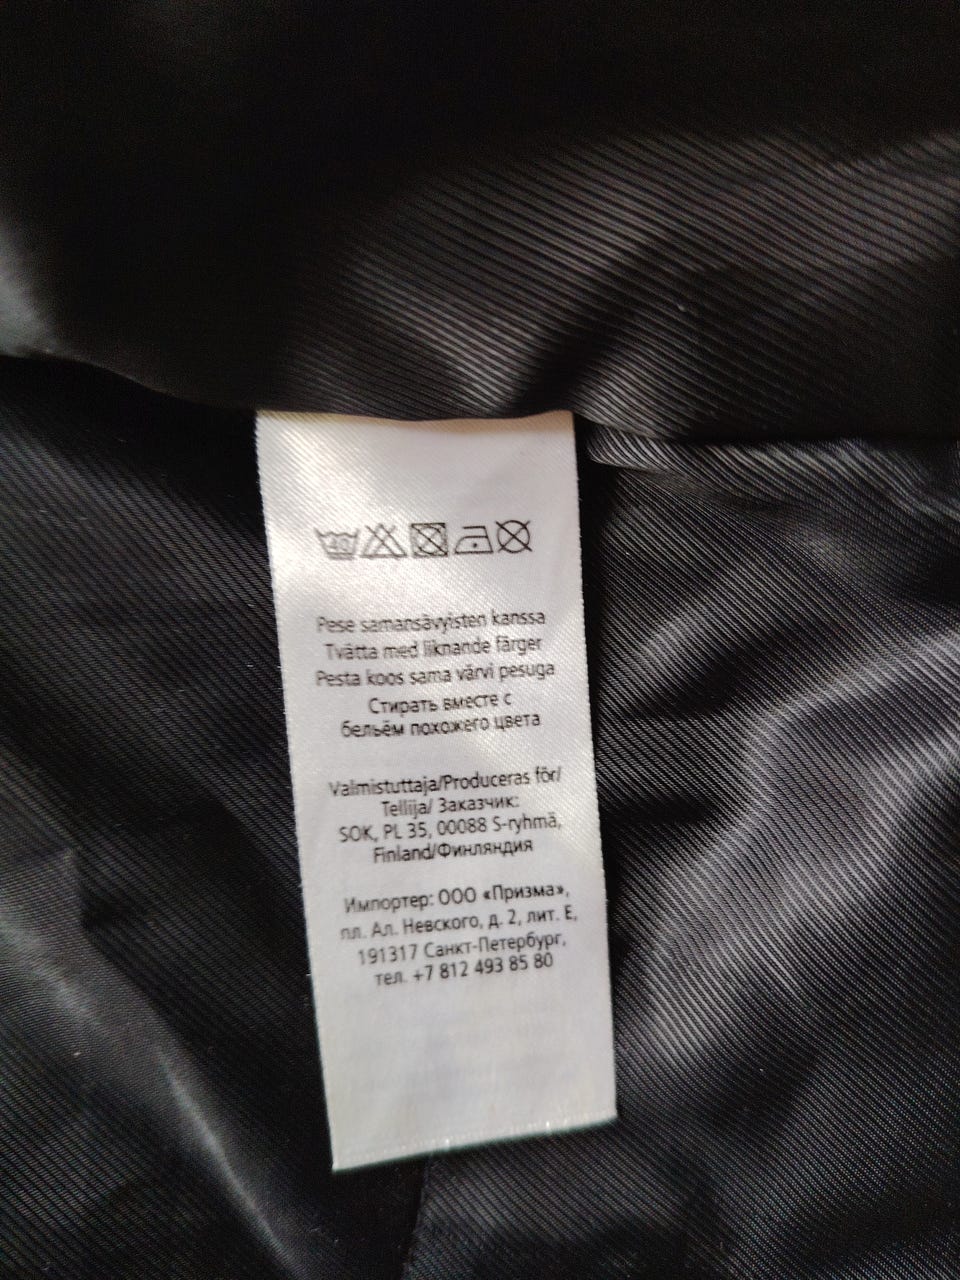 40
Pese samansävyisten kanssa
Tvätta med liknande färger
Pesta koos sama värvi pesuga
Стирать вместе с
бельём похожего цвета
Valmistuttaja/Produceras för/
Tellija/ Заказчик:
SOK, PL 35, 00088 S-ryhmä,
Finland/Финляндия
Импортер: ООО «Призма»,
пл. Ал. Невского, д. 2, лит. Е,
191317 Санкт-Петербург,
тел. +7 812 493 85 80